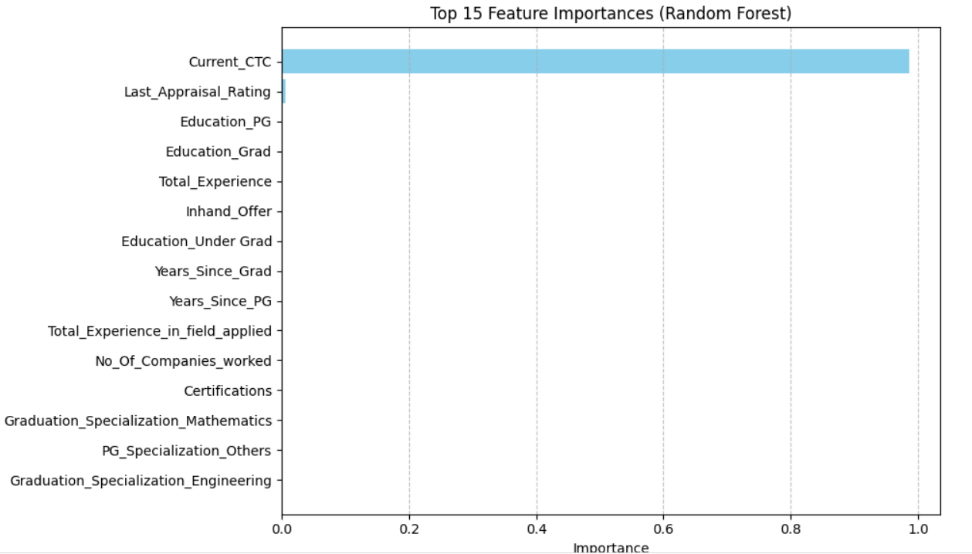 Top 15 Feature Importances (Random Forest)
Current_CTC
Last_Appraisal_Rating
Education_PG
Education_Grad
Total_Experience
Inhand_Offer
Education_Under Grad
Years_Since_Grad
Years_Since_PG
Total_Experience_in_field_applied
No_Of_Companies_worked
Certifications
Graduation_Specialization_Mathematics
PG_Specialization_Others
Graduation_Specialization_Engineering
0.0 0.2 0.4 0.6 0.8 1.0
Importance